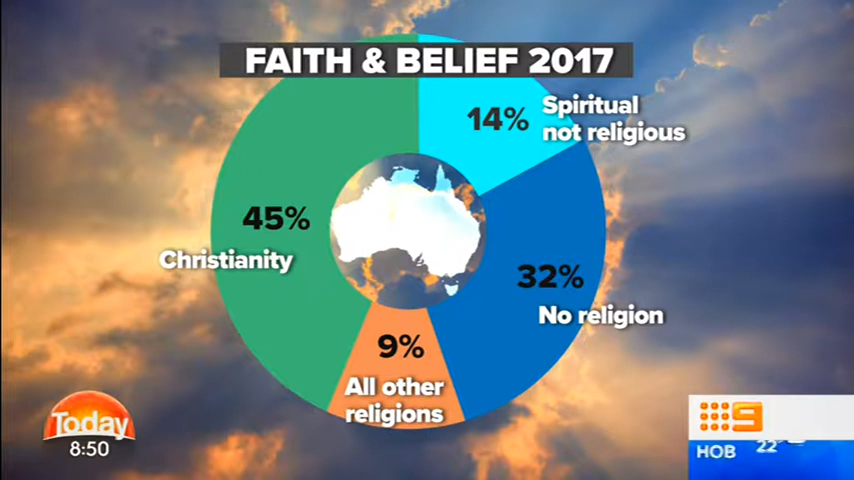 FAITH & BELIEF 2017
14%
Spiritual
not religious
45%
Christianity
32%
No religion
9%
All other
religions
Today
8:50
9
HOB 22°